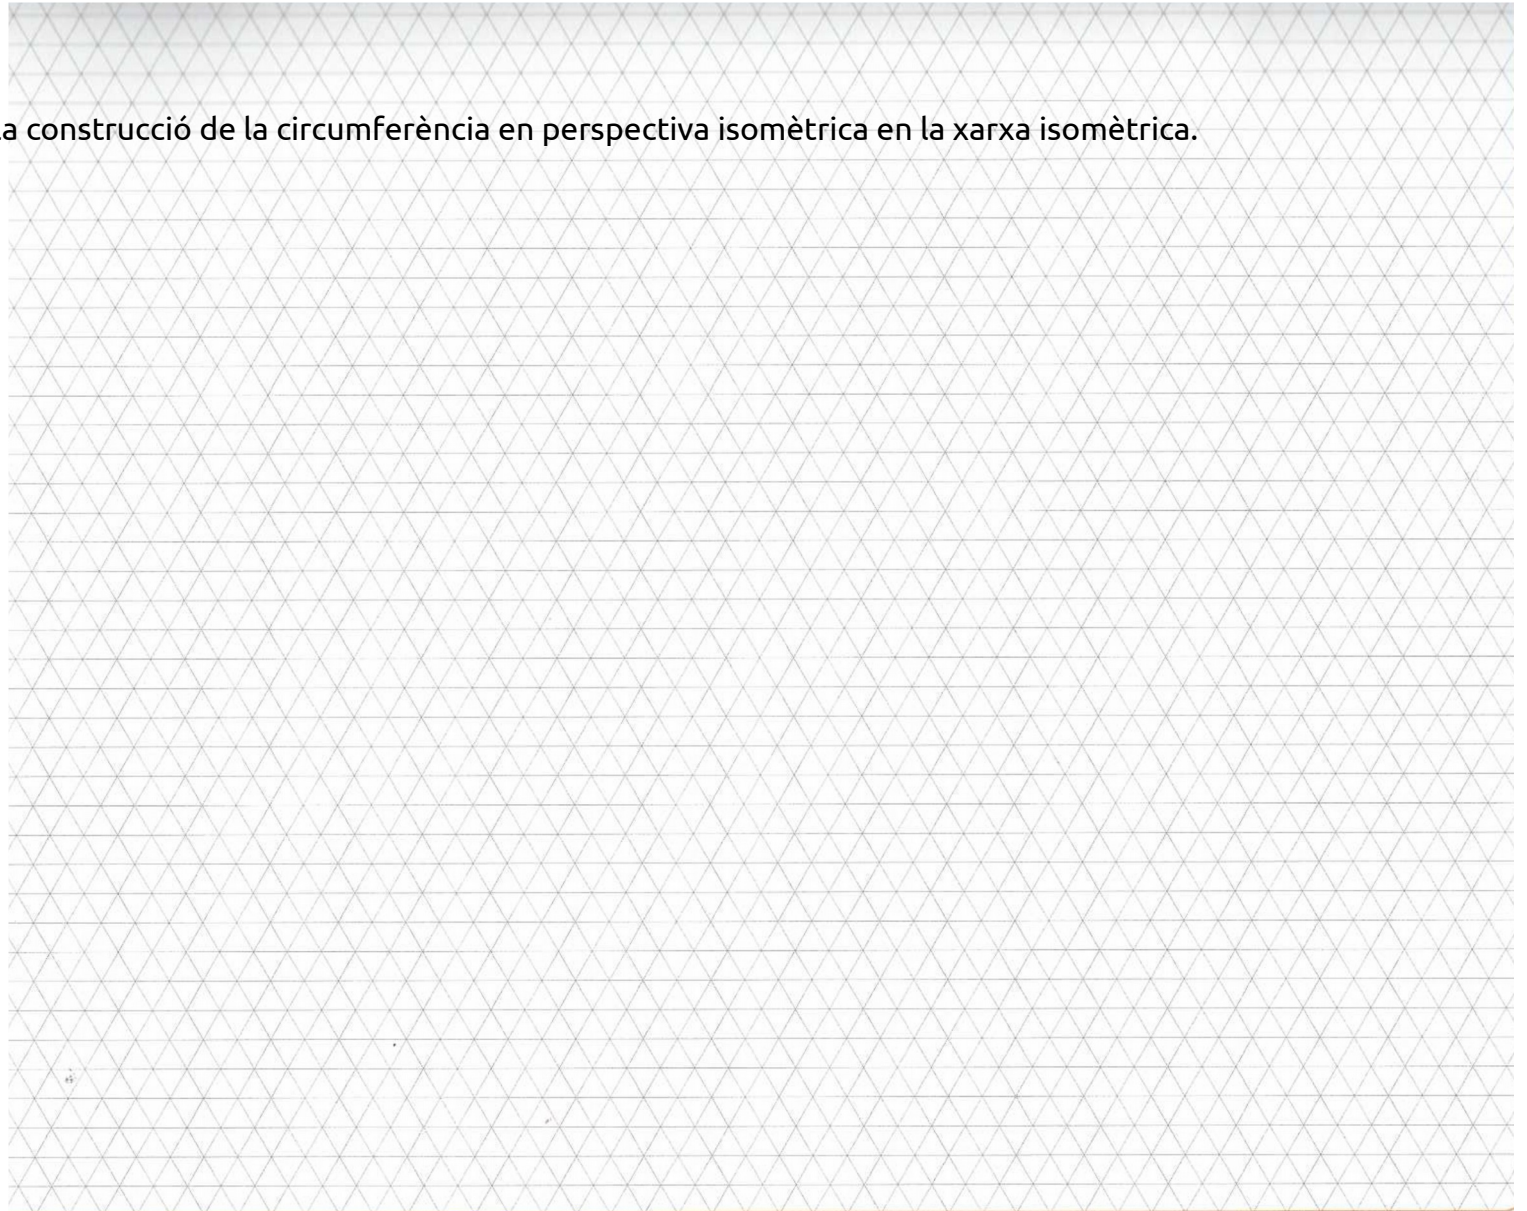 a construcció de la circumferència en perspectiva isomètrica en la xarxa isomètrica.